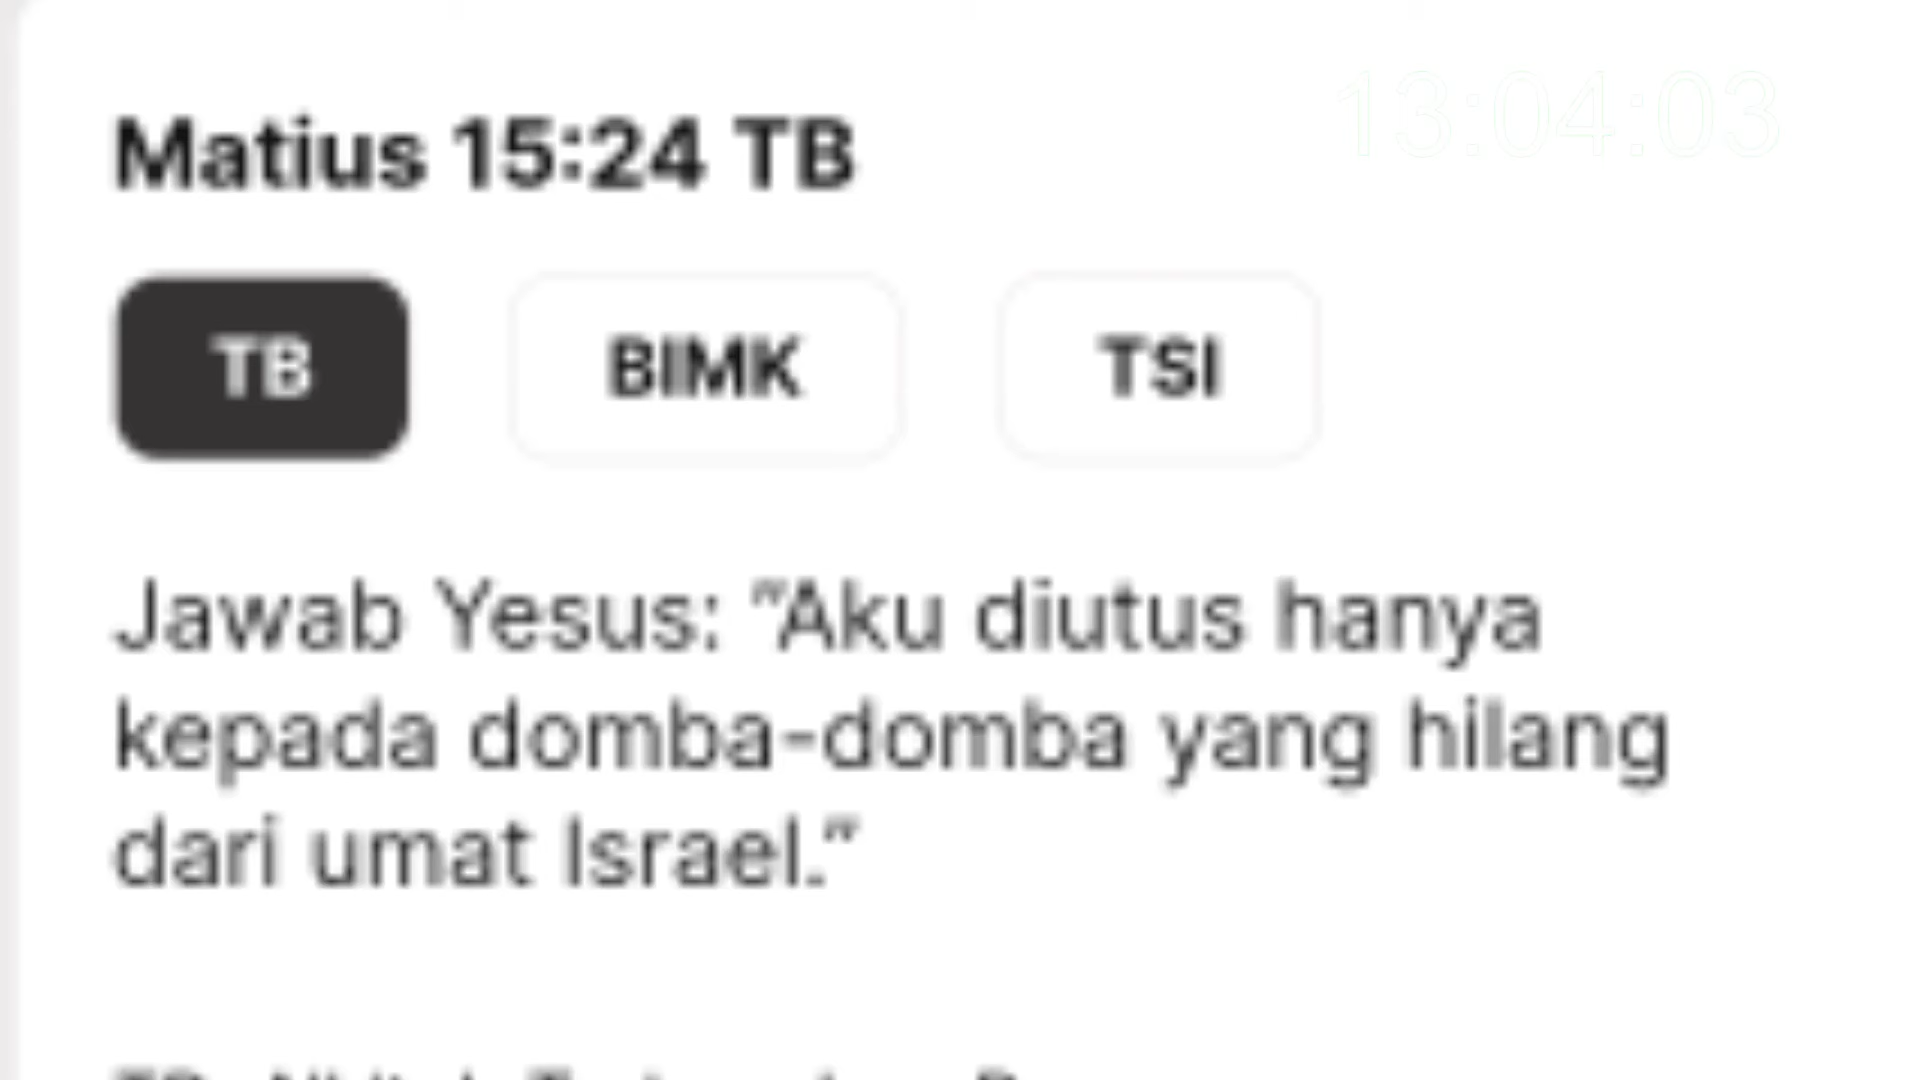 13:04:03
Matius 15:24 TB
TB BIMK TSI
Jawab Yesus: "Aku diutus hanya
kepada domba-domba yang hilang
dari umat Israel."